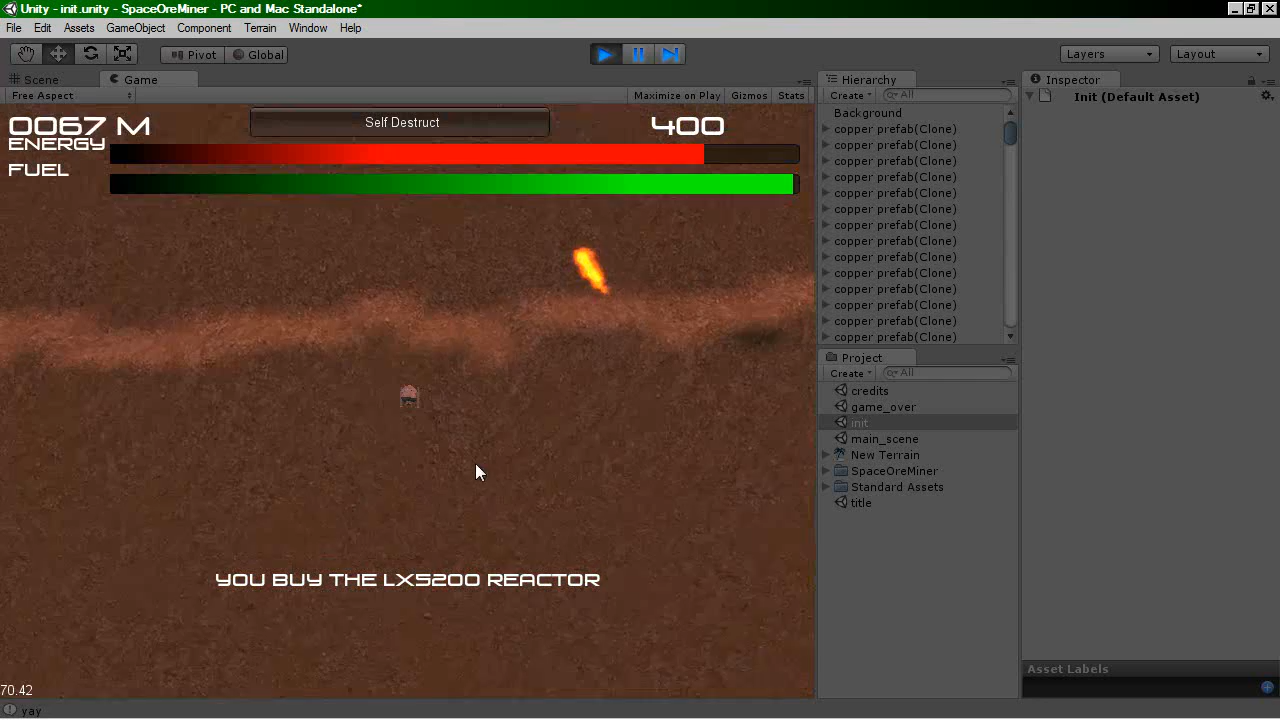 Unity - init.unity - SpaceOreMiner - PC and Mac Standalone*
File Edit Assets GameObject Component Terrain Window Help
Pivot Global Layers Layout
Scene Game
Free Aspect Maximize on Play Gizmos Stats
0067 M
Self Destruct
400
ENERGY
FUEL
YOU BUY THE LX5200 REACTOR
70.42
yay
Hierarchy
Create All
Background
copper prefab(Clone)
copper prefab(Clone)
copper prefab(Clone)
copper prefab(Clone)
copper prefab(Clone)
copper prefab(Clone)
copper prefab(Clone)
copper prefab(Clone)
copper prefab(Clone)
copper prefab(Clone)
copper prefab(Clone)
copper prefab(Clone)
copper prefab(Clone)
copper prefab(Clone)
Project
Create All
credits
game_over
init
main_scene
New Terrain
SpaceOreMiner
Standard Assets
title
Inspector
Init (Default Asset)
Asset Labels